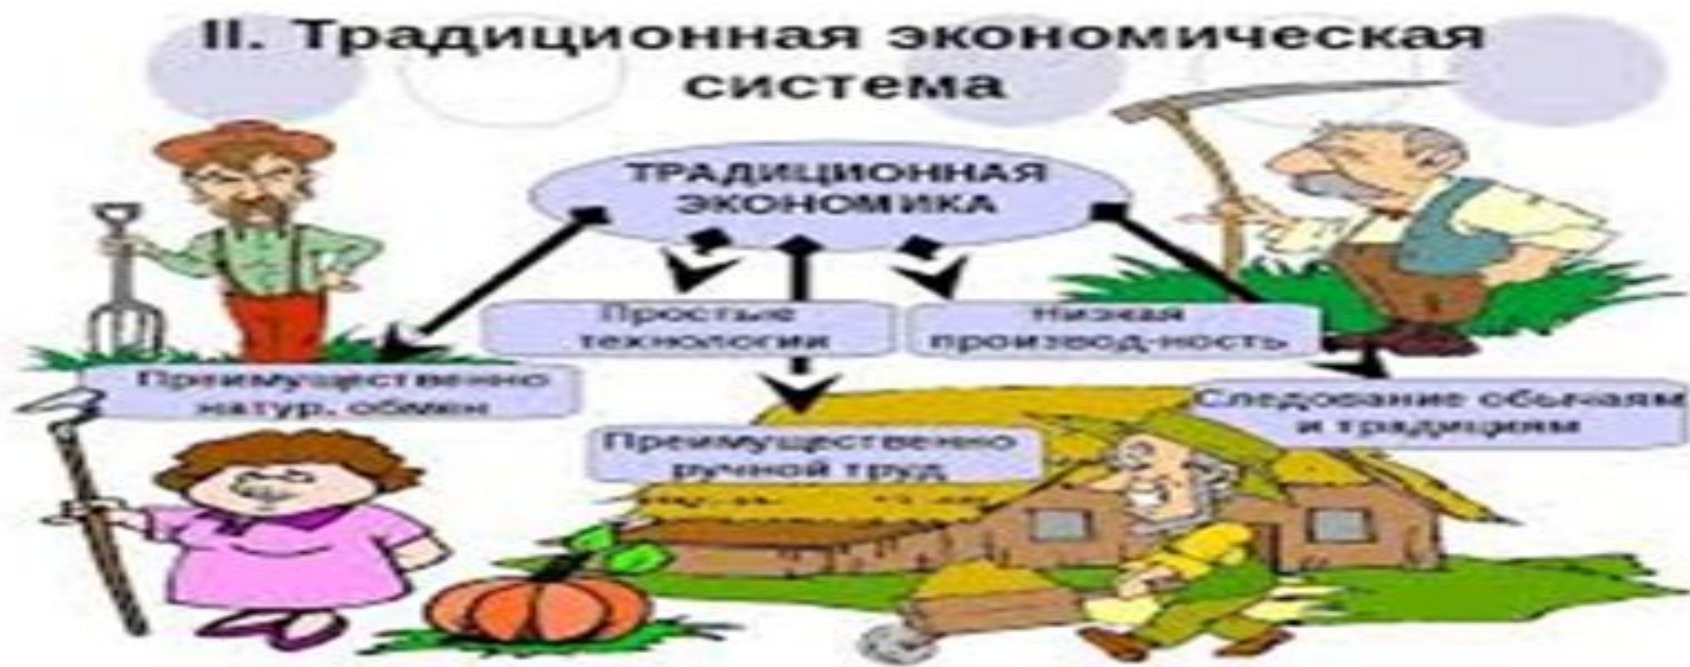 II. Традиционная экономическая
система
ТРАДИЦИОННАЯ
ЭКОНОМИКА
Простые
технологии
Низкая
производ-ность
Преимущественно
натур. обмен
Следование обычаям
и традициям
Преимущественно
ручной труд